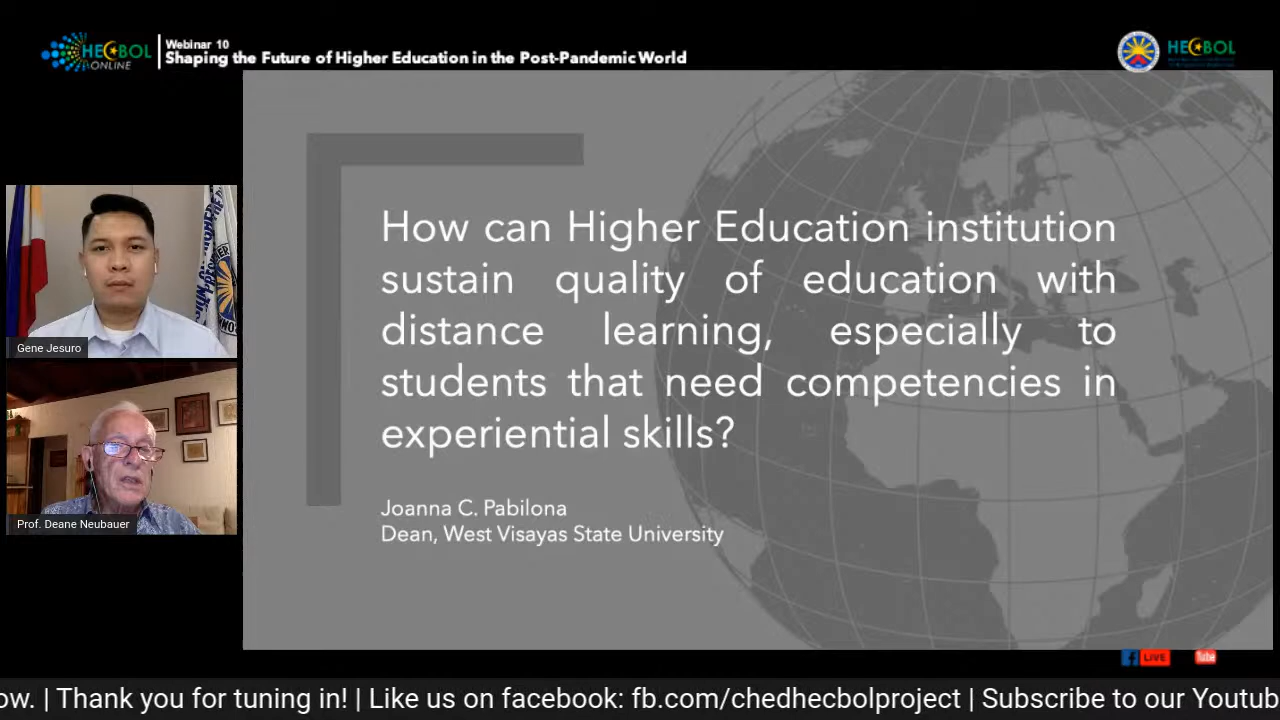 HECBOL
ONLINE
Webinar 10
Shaping the Future of Higher Education in the Post-Pandemic World
HECBOL
How can Higher Education institution
sustain quality of education with
distance learning, especially to
students that need competencies in
experiential skills?
Joanna C. Pabilona
Dean, West Visayas State University
Gene Jesuro
Prof. Deane Neubauer
LIVE
ow. | Thank you for tuning in! | Like us on facebook: fb.com/chedhecbolproject | Subscribe to our Youtub